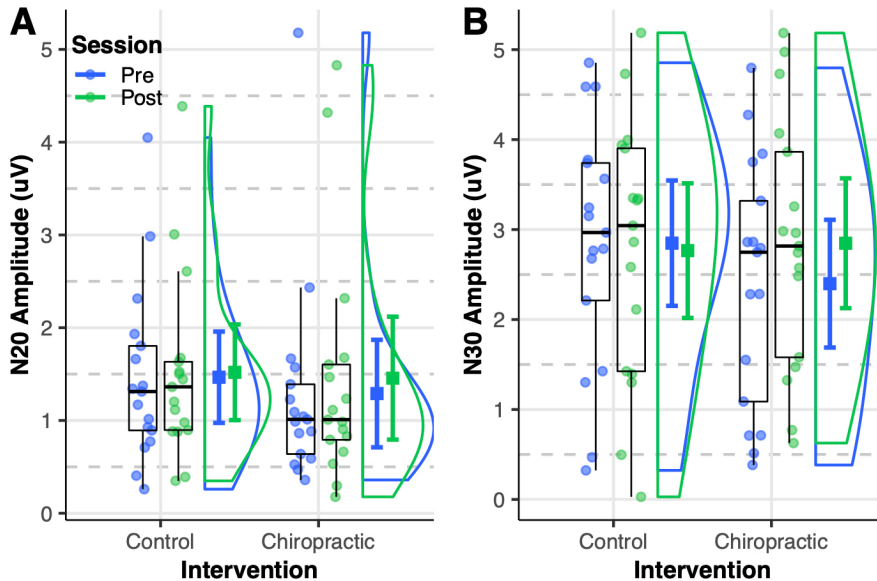 A
Session
Pre
Post
N20 Amplitude (uV)
5
4
3
2
1
0
Control
Chiropractic
Intervention
B
N30 Amplitude (uV)
5
4
3
2
1
0
Control
Chiropractic
Intervention